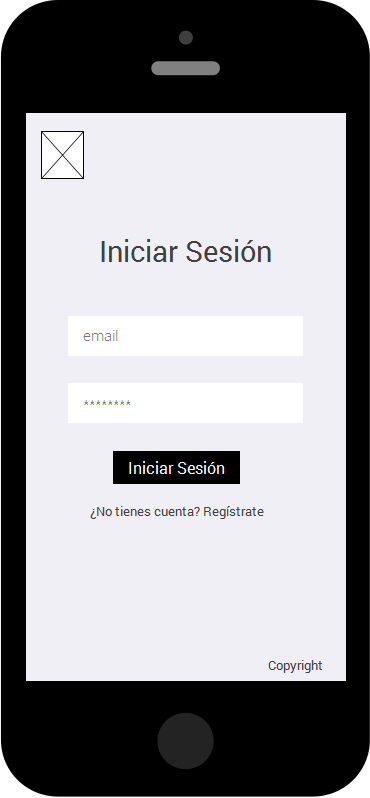 Iniciar Sesión
email
********
Iniciar Sesión
¿No tienes cuenta? Regístrate
Copyright